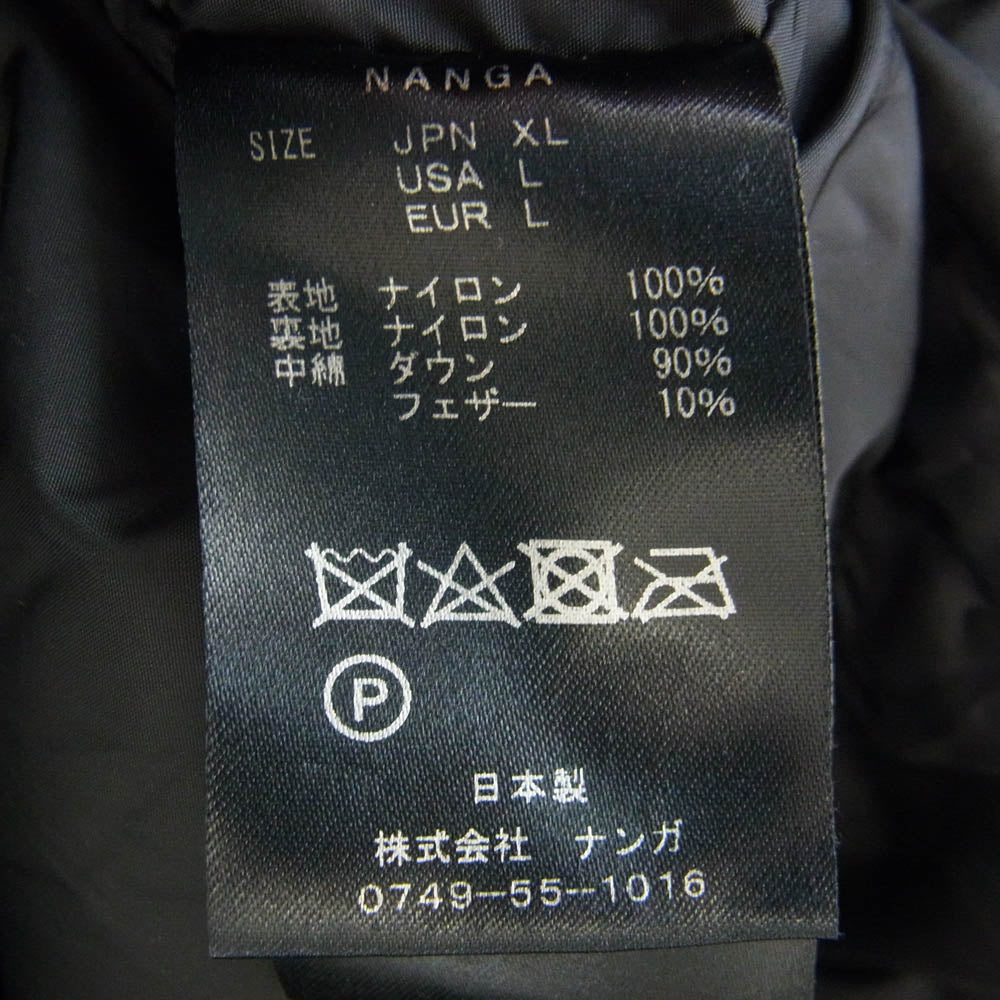 NANGA
SIZE JPN XL
USA L
EUR L
表地 ナイロン 100%
裏地 ナイロン 100%
中綿 ダウン 90%
フェザー 10%
P
日本製
株式会社 ナンガ
0749-55-1016